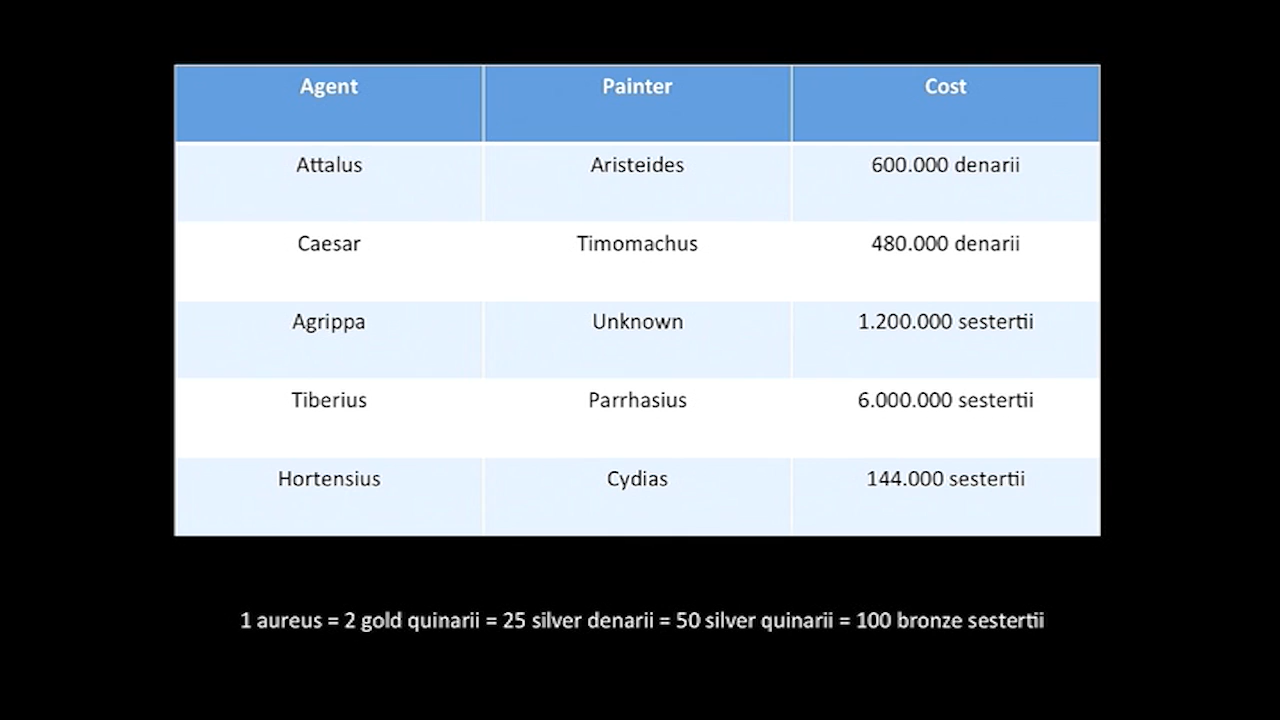 Agent Painter Cost
Attalus Aristeides 600.000 denarii
Caesar Timomachus 480.000 denarii
Agrippa Unknown 1.200.000 sestertii
Tiberius Parrhasius 6.000.000 sestertii
Hortensius Cydias 144.000 sestertii
1 aureus = 2 gold quinarii = 25 silver denarii = 50 silver quinarii = 100 bronze sestertii